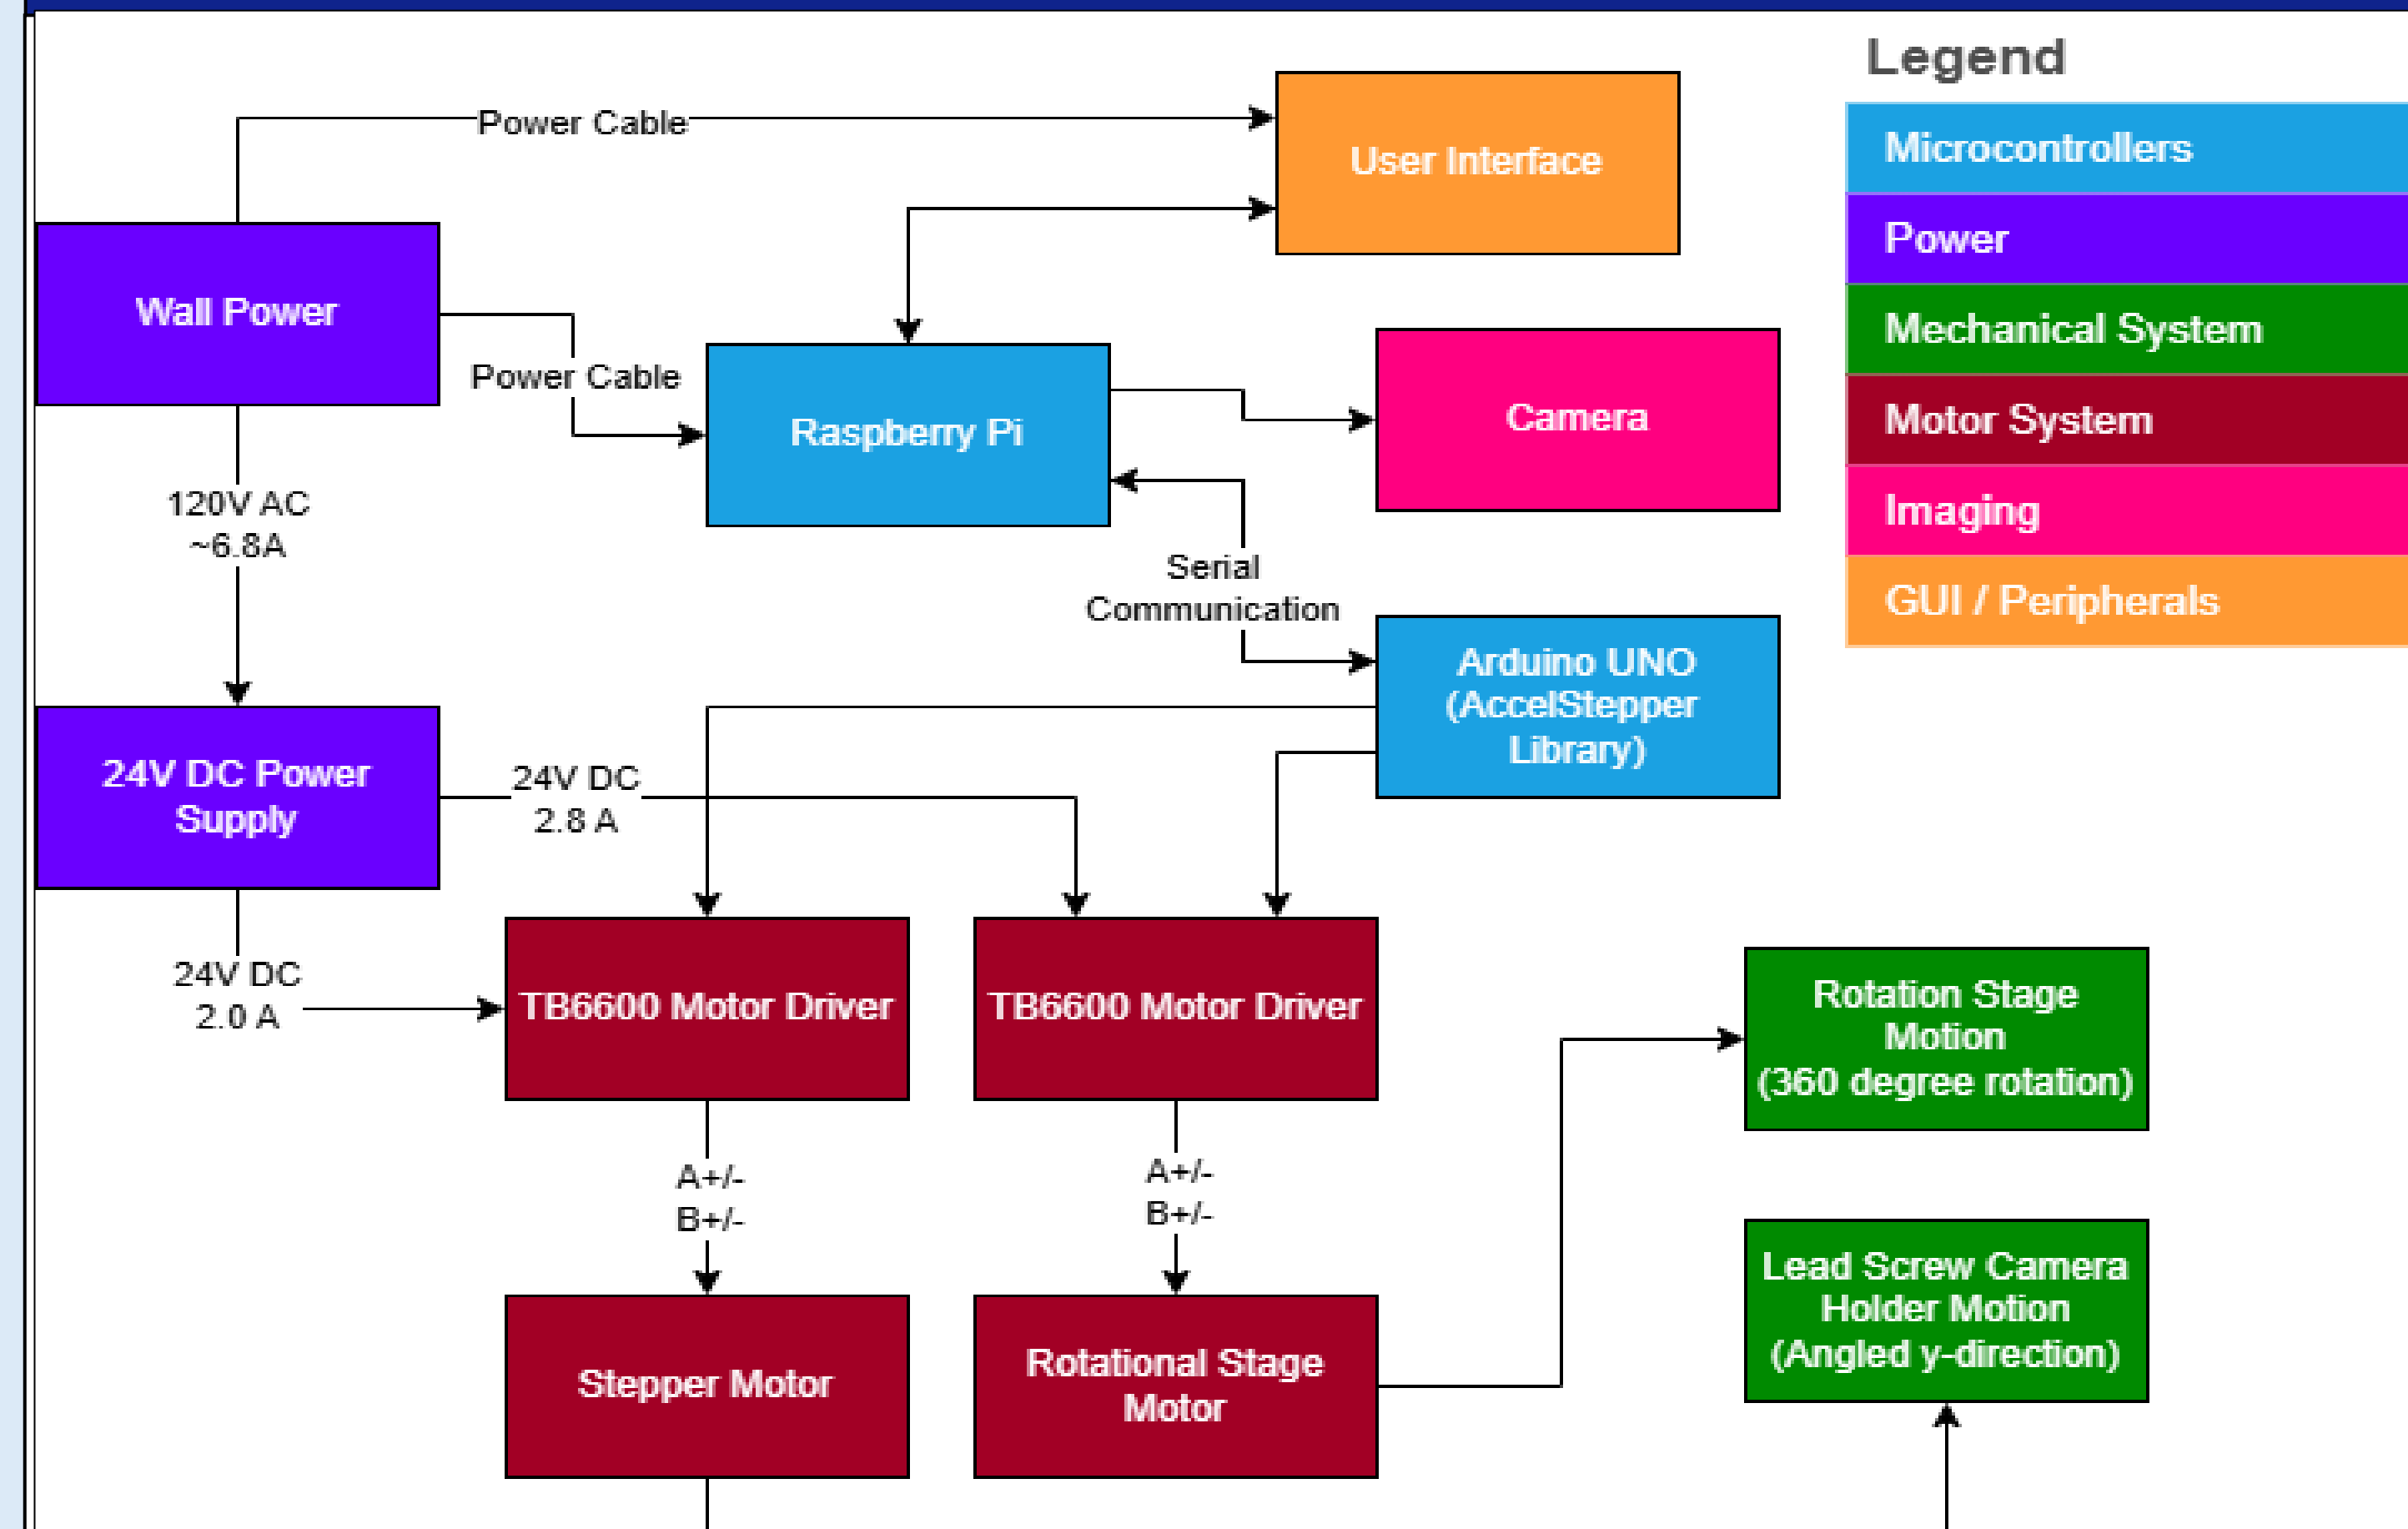 Legend
Power Cable
User Interface
Microcontrollers
Power
Wall Power
Mechanical System
Power Cable
Raspberry Pi
Camera
Motor System
120V AC
~6.8A
Imaging
Serial
Communication
GUI / Peripherals
Arduino UNO
(AccelStepper
Library)
24V DC Power
Supply
24V DC
2.8 A
24V DC
2.0 A
TB6600 Motor Driver
TB6600 Motor Driver
Rotation Stage
Motion
(360 degree rotation)
A+/-
B+/-
A+/-
B+/-
Lead Screw Camera
Holder Motion
(Angled y-direction)
Stepper Motor
Rotational Stage
Motor